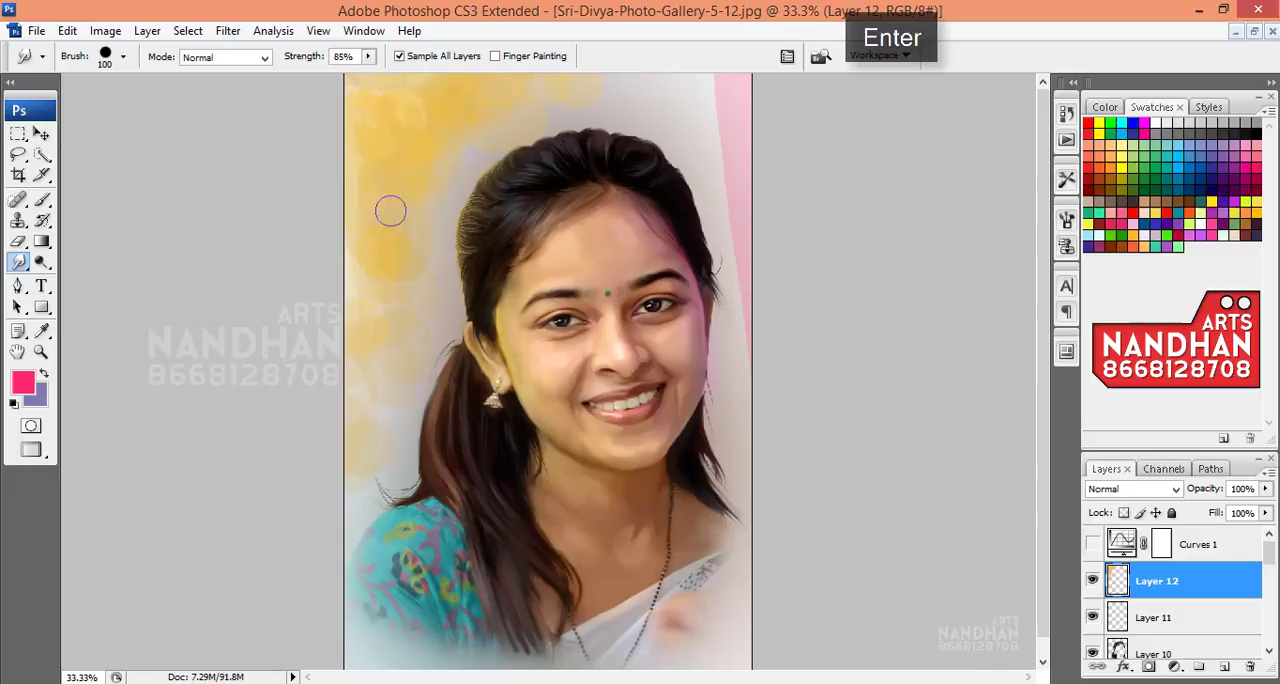 Adobe Photoshop CS3 Extended - [Sri-Divya-Photo-Gallery-5-12.jpg @ 33.3% (Layer 12, RGB/8#)]
Enter
File Edit Image Layer Select Filter Analysis View Window Help
Brush: 100 Mode: Normal Strength: 85% Sample All Layers Finger Painting Workspace
Ps
Color Swatches Styles
ARTS
NANDHAN
8668128708
ARTS
NANDHAN
8668128708
Layers Channels Paths
Normal Opacity: 100%
Lock: Fill: 100%
Curves 1
Layer 12
Layer 11
Layer 10
ARTS
NANDHAN
8668128708
33.33% Doc: 7.29M/91.8M